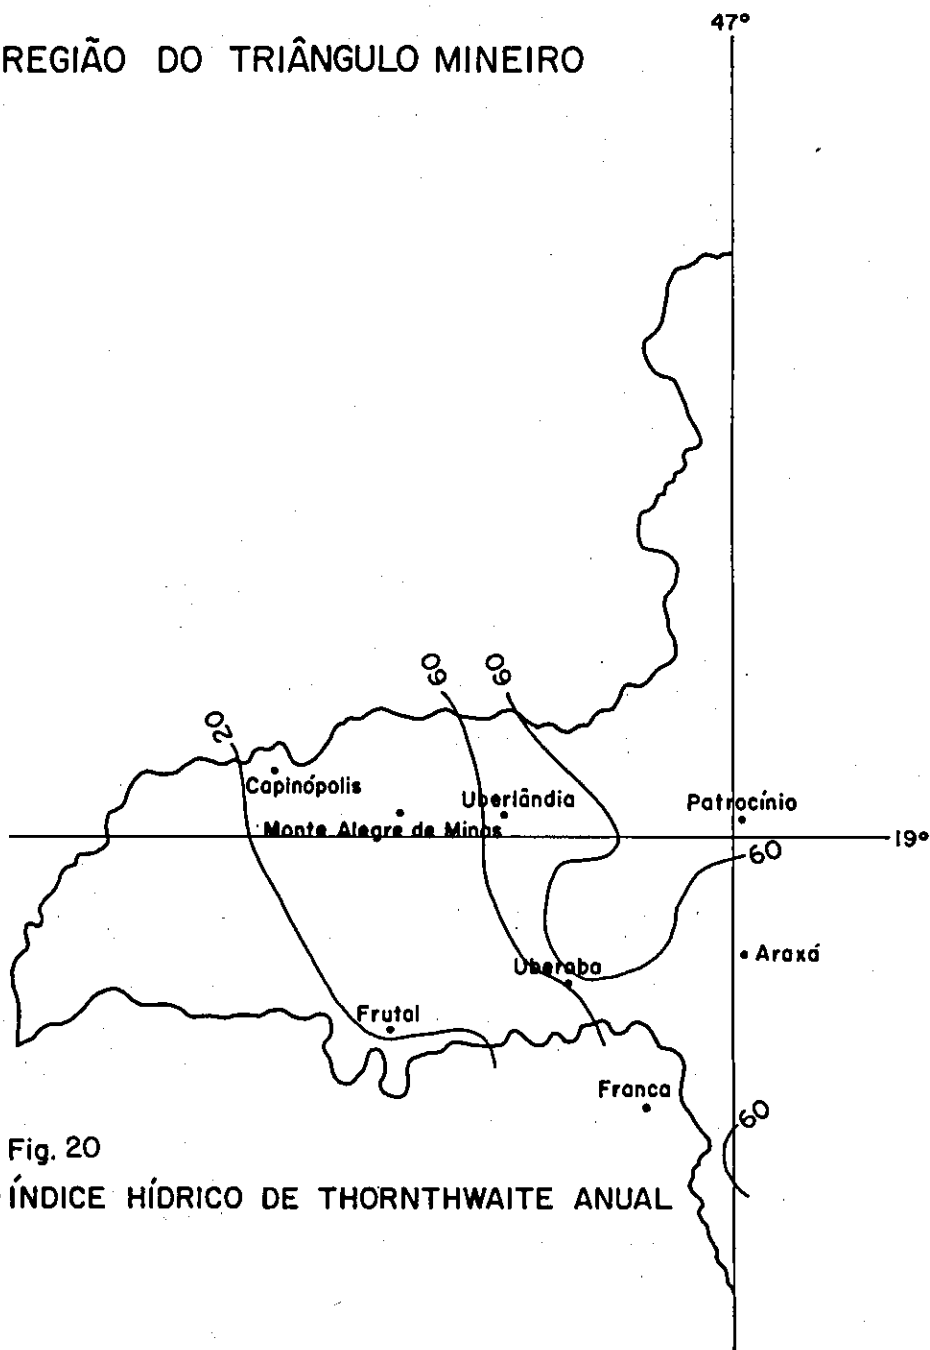 47°
REGIÃO DO TRIÂNGULO MINEIRO
60
60
20
Capinópolis
Uberlândia
Patrocínio
Monte Alegre de Minas
19°
60
Araxá
Uberaba
Frutal
Franca
60
Fig. 20
ÍNDICE HÍDRICO DE THORNTHWAITE ANUAL